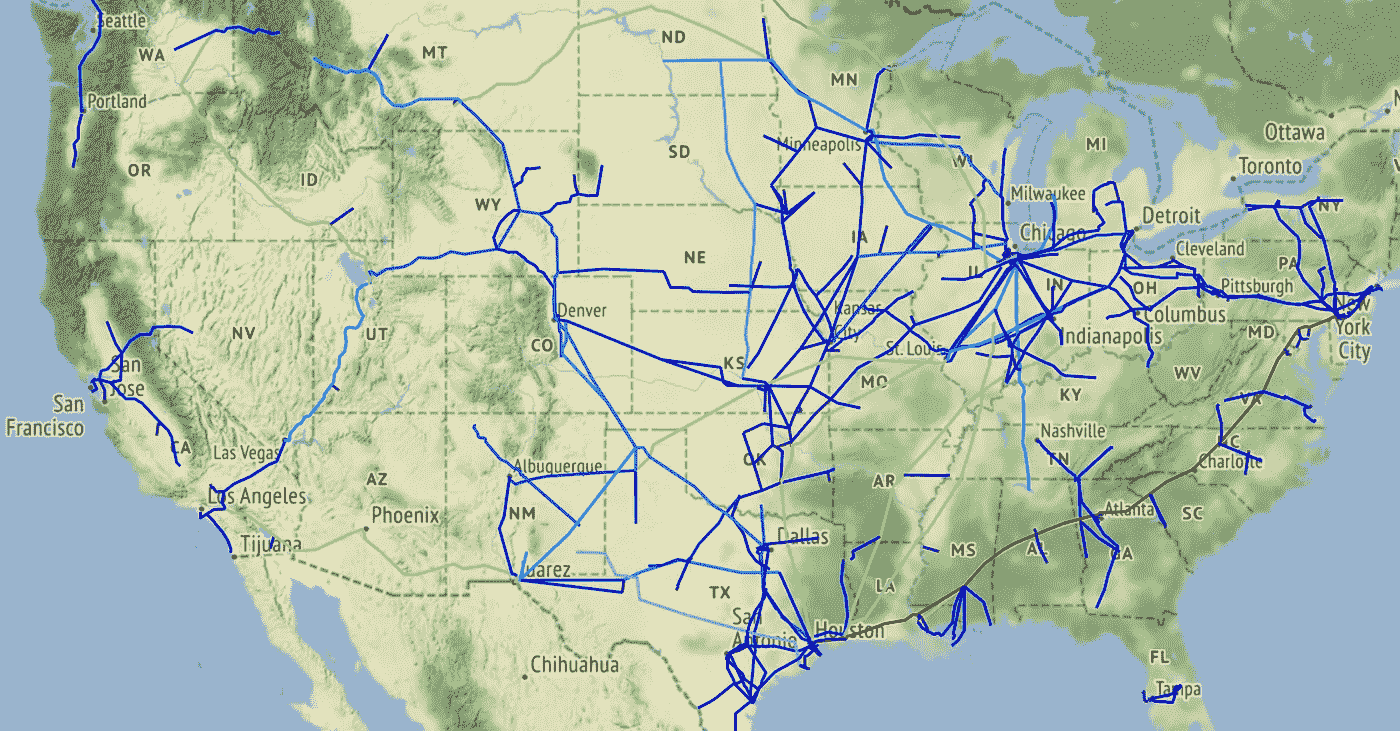 Seattle
ND
MT
WA
MN
Portland
Ottawa
Minneapolis
MI
SD
OR
Toronto
WI
ID
Milwaukee
WY
NY
Detroit
Chicago
IA
Cleveland
NE
PA
IL
IN
OH
Pittsburgh
Denver
Kansas
City
Columbus
New
York
City
NV
UT
Indianapolis
MD
CO
St. Louis
San
Jose
KS
WV
MO
KY
San
Francisco
VA
Nashville
CA
Las Vegas
NC
OK
TN
Albuquerque
Charlotte
AZ
AR
Los Angeles
Atlanta
NM
SC
Phoenix
Dallas
Tijuana
MS
AL
GA
Juarez
LA
TX
San
Antonio
Houston
FL
Chihuahua
Tampa